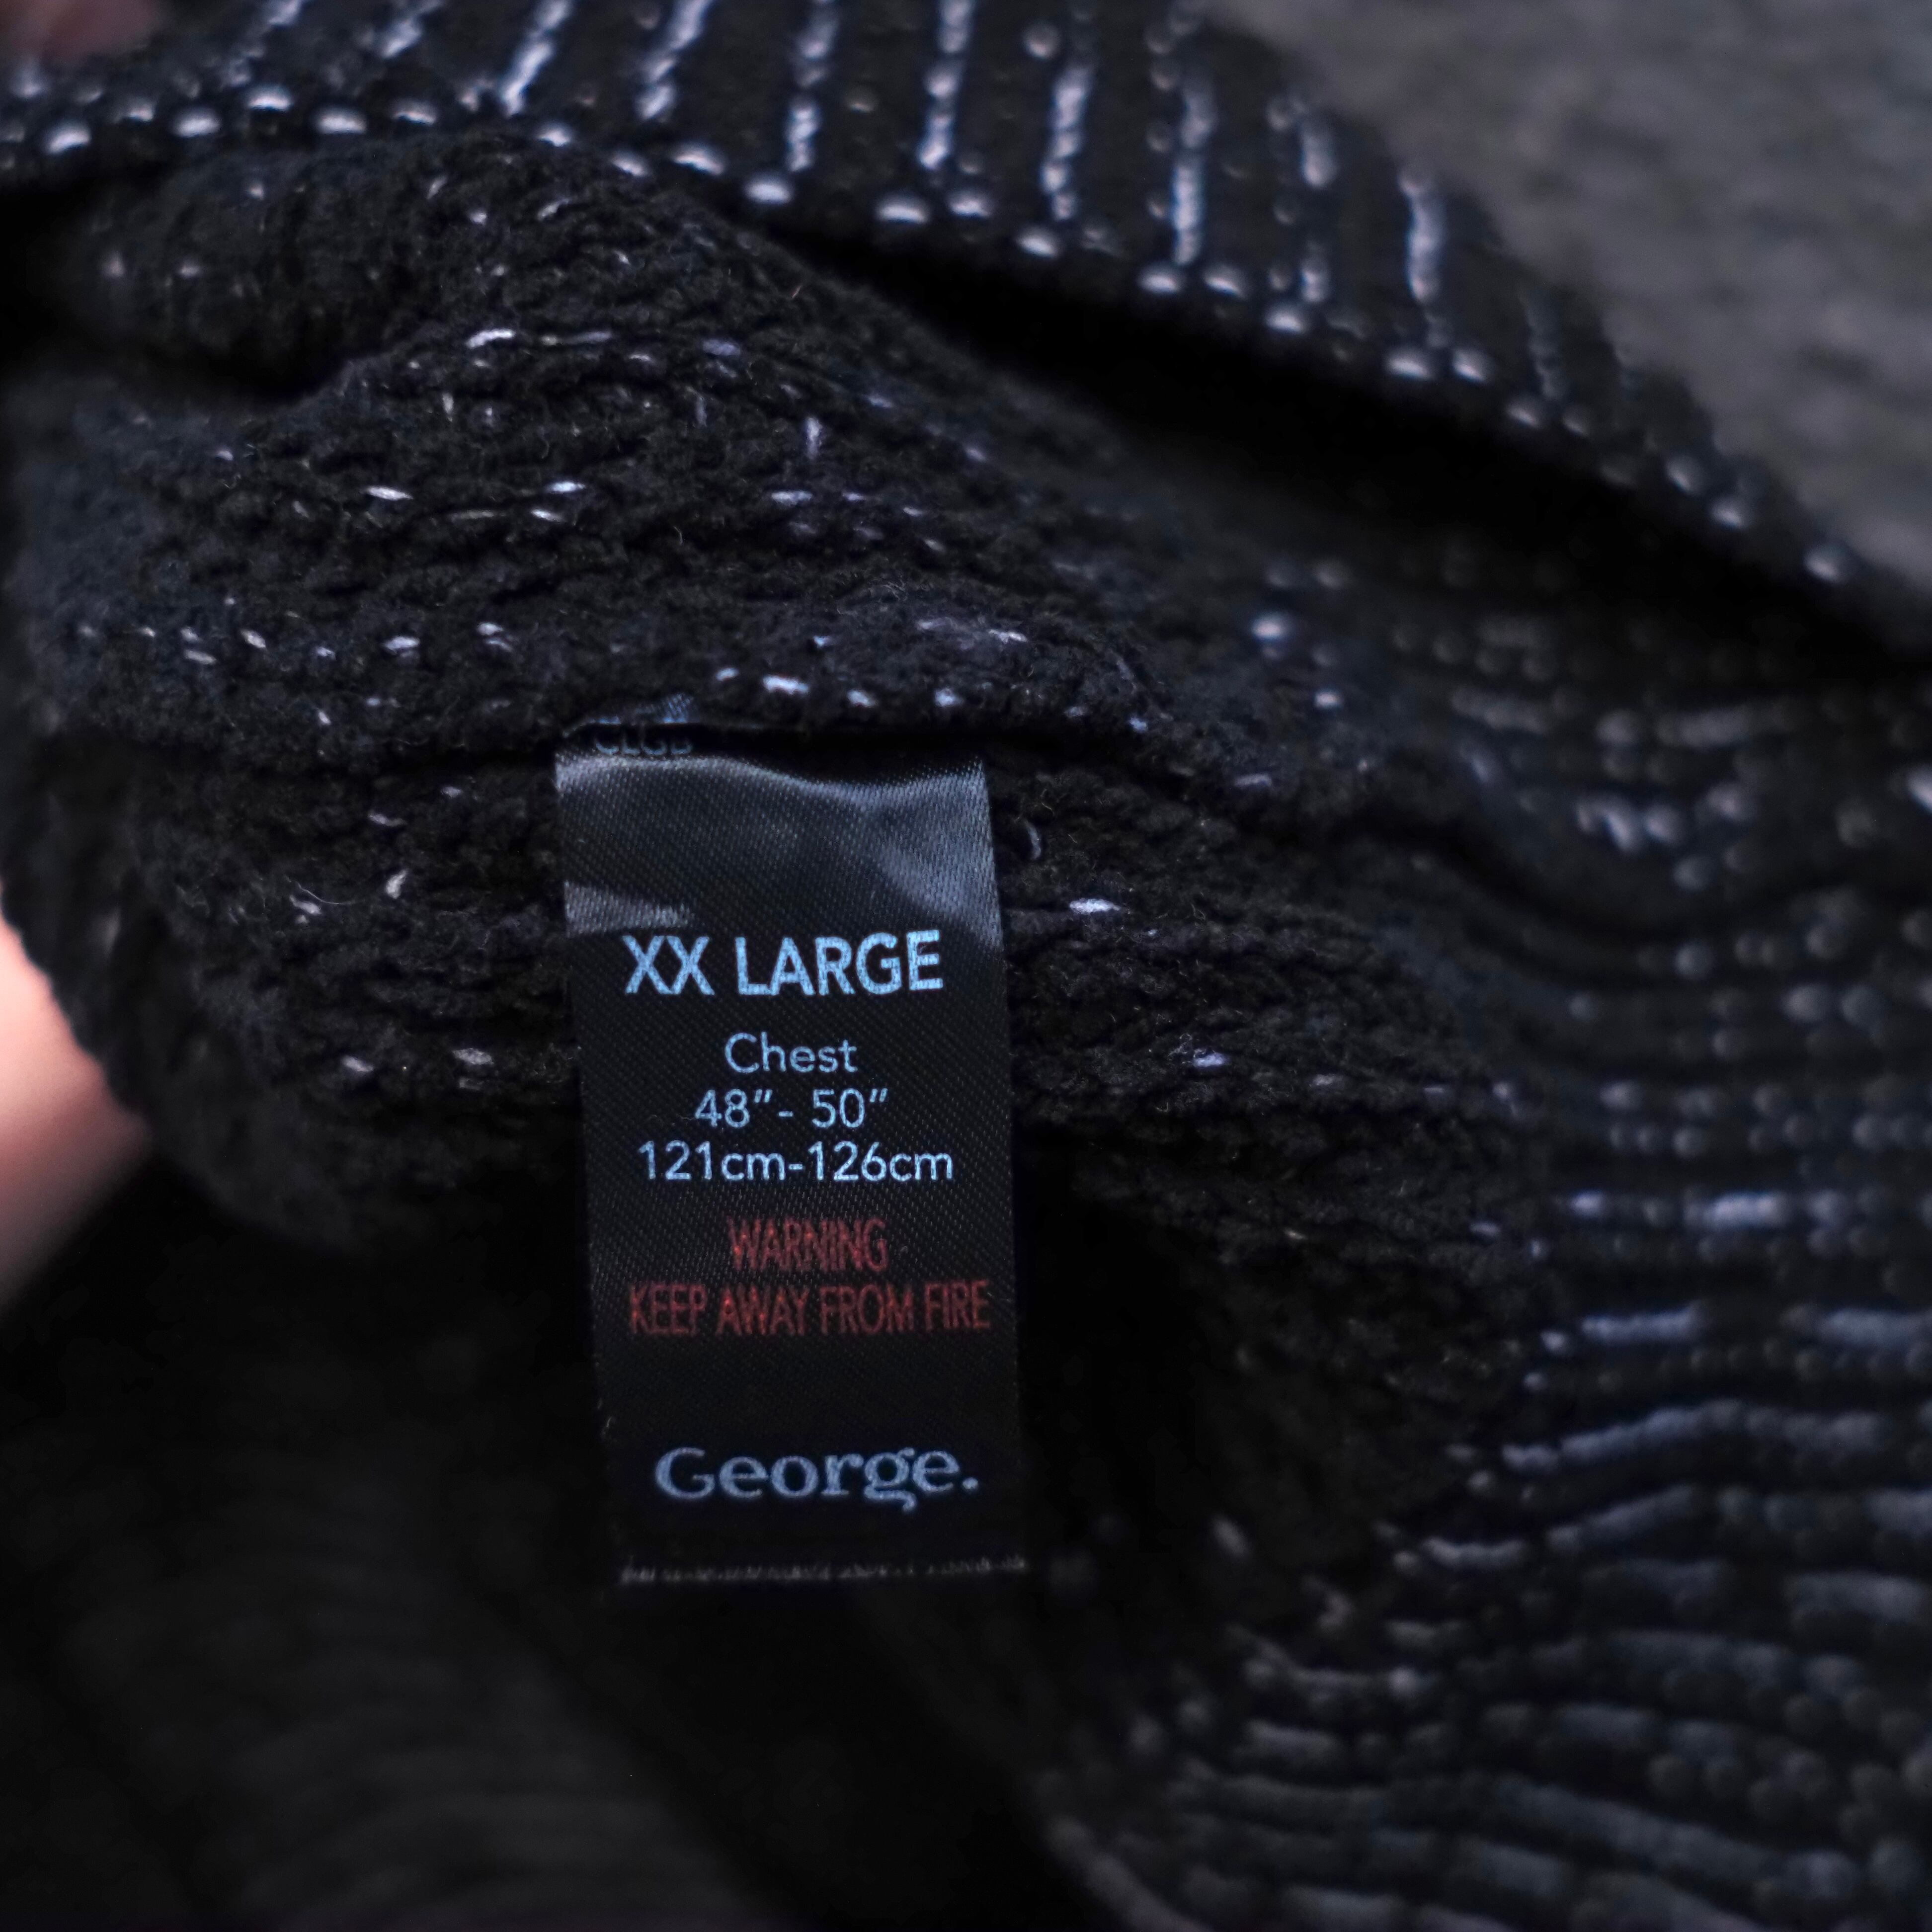 XX LARGE
Chest
48”- 50”
121cm-126cm
WARNING
KEEP AWAY FROM FIRE
George.